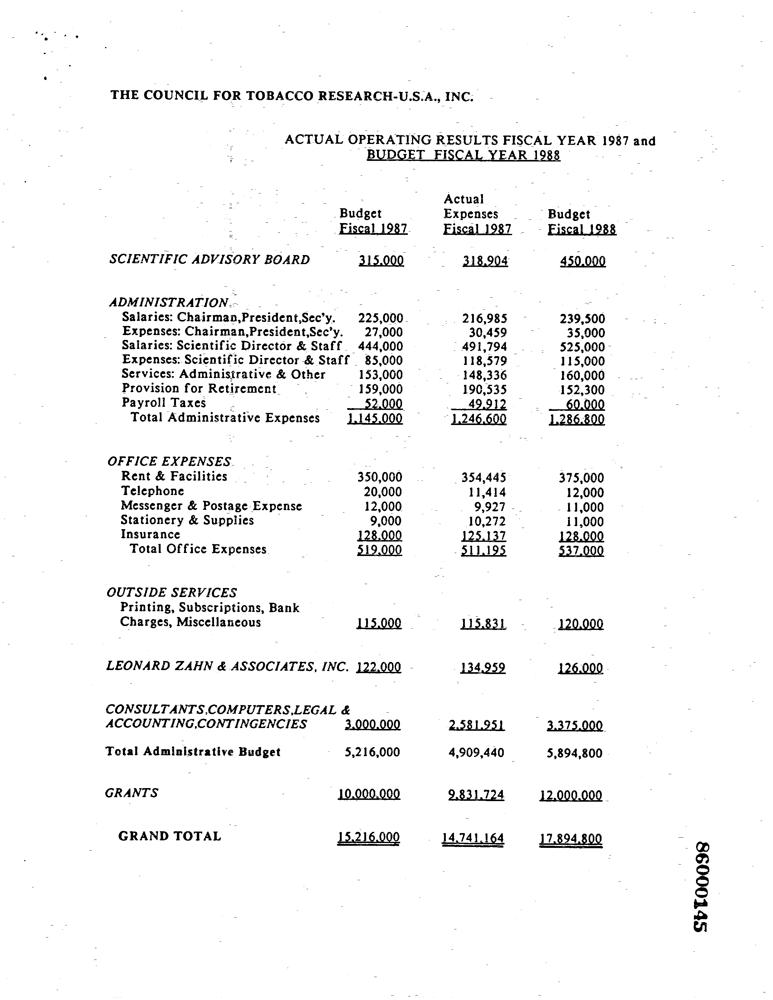 THE COUNCIL FOR TOBACCO RESEARCH-U.S.A., INC.
ACTUAL OPERATING RESULTS FISCAL YEAR 1987 and
BUDGET FISCAL YEAR 1988
Actual
Budget Expenses Budget
Fiscal 1987 Fiscal 1987 Fiscal 1988
SCIENTIFIC ADVISORY BOARD 315,000 318,904 450,000
ADMINISTRATION
Salaries: Chairman,President,Sec'y. 225,000 216,985 239,500
Expenses: Chairman,President,Sec'y. 27,000 30,459 35,000
Salaries: Scientific Director & Staff 444,000 491,794 525,000
Expenses: Scientific Director & Staff 85,000 118,579 115,000
Services: Administrative & Other 153,000 148,336 160,000
Provision for Retirement 159,000 190,535 152,300
Payroll Taxes 52,000 49,912 60,000
Total Administrative Expenses 1,145,000 1,246,600 1,286,800
OFFICE EXPENSES
Rent & Facilities 350,000 354,445 375,000
Telephone 20,000 11,414 12,000
Messenger & Postage Expense 12,000 9,927 11,000
Stationery & Supplies 9,000 10,272 11,000
Insurance 128,000 125,137 128,000
Total Office Expenses 519,000 511,195 537,000
OUTSIDE SERVICES
Printing, Subscriptions, Bank
Charges, Miscellaneous 115,000 115,831 120,000
LEONARD ZAHN & ASSOCIATES, INC. 122,000 134,959 126,000
CONSULTANTS,COMPUTERS,LEGAL &
ACCOUNTING,CONTINGENCIES 3,000,000 2,581,951 3,375,000
Total Administrative Budget 5,216,000 4,909,440 5,894,800
GRANTS 10,000,000 9,831,724 12,000,000
GRAND TOTAL 15,216,000 14,741,164 17,894,800
86000145